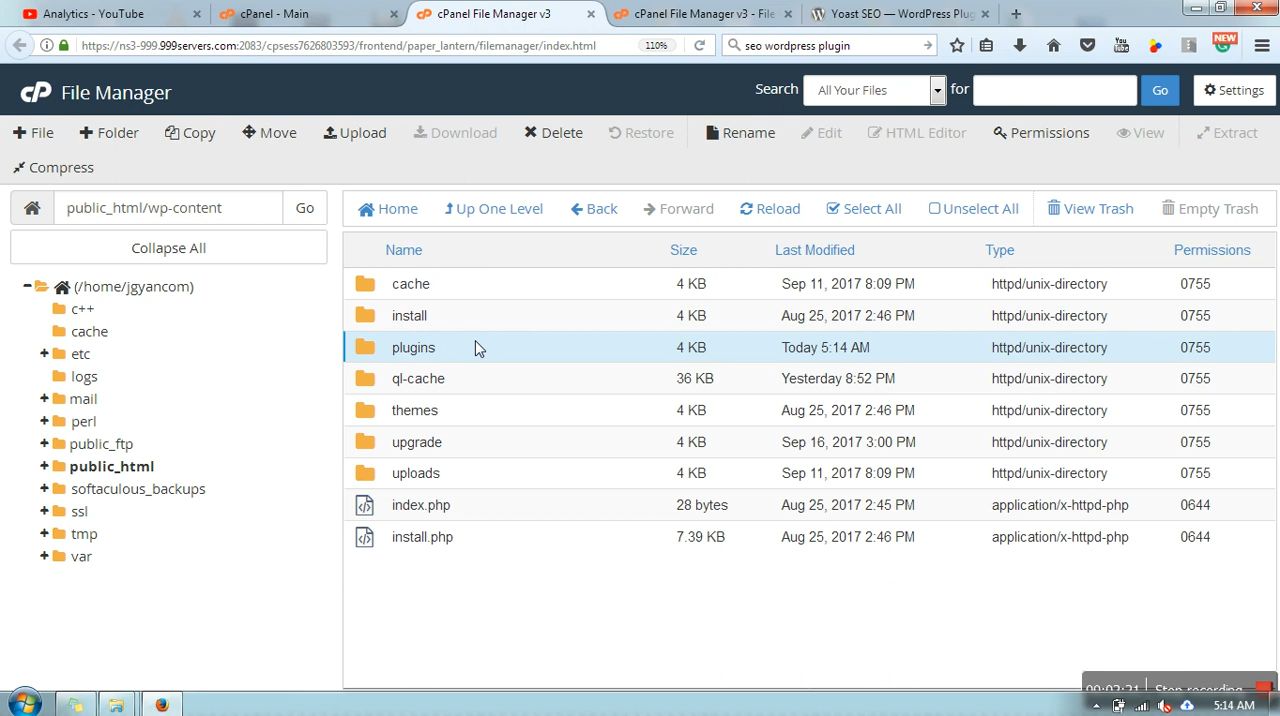 Analytics - YouTube
cPanel - Main
cPanel File Manager v3
cPanel File Manager v3 - File
Yoast SEO — WordPress Plug
https://ns3-999.999servers.com:2083/cpsess7626803593/frontend/paper_lantern/filemanager/index.html
110%
seo wordpress plugin
You Tube
NEW
cP File Manager
Search All Your Files for Go Settings
File Folder Copy Move Upload Download Delete Restore Rename Edit HTML Editor Permissions View Extract
Compress
public_html/wp-content Go
Home Up One Level Back Forward Reload Select All Unselect All View Trash Empty Trash
Collapse All
(/home/jgyancom)
c++
cache
etc
logs
mail
perl
public_ftp
public_html
softaculous_backups
ssl
tmp
var
Name Size Last Modified Type Permissions
cache 4 KB Sep 11, 2017 8:09 PM httpd/unix-directory 0755
install 4 KB Aug 25, 2017 2:46 PM httpd/unix-directory 0755
plugins 4 KB Today 5:14 AM httpd/unix-directory 0755
ql-cache 36 KB Yesterday 8:52 PM httpd/unix-directory 0755
themes 4 KB Aug 25, 2017 2:46 PM httpd/unix-directory 0755
upgrade 4 KB Sep 16, 2017 3:00 PM httpd/unix-directory 0755
uploads 4 KB Sep 11, 2017 8:09 PM httpd/unix-directory 0755
index.php 28 bytes Aug 25, 2017 2:45 PM application/x-httpd-php 0644
install.php 7.39 KB Aug 25, 2017 2:46 PM application/x-httpd-php 0644
00:02:21 Stop recording
5:14 AM